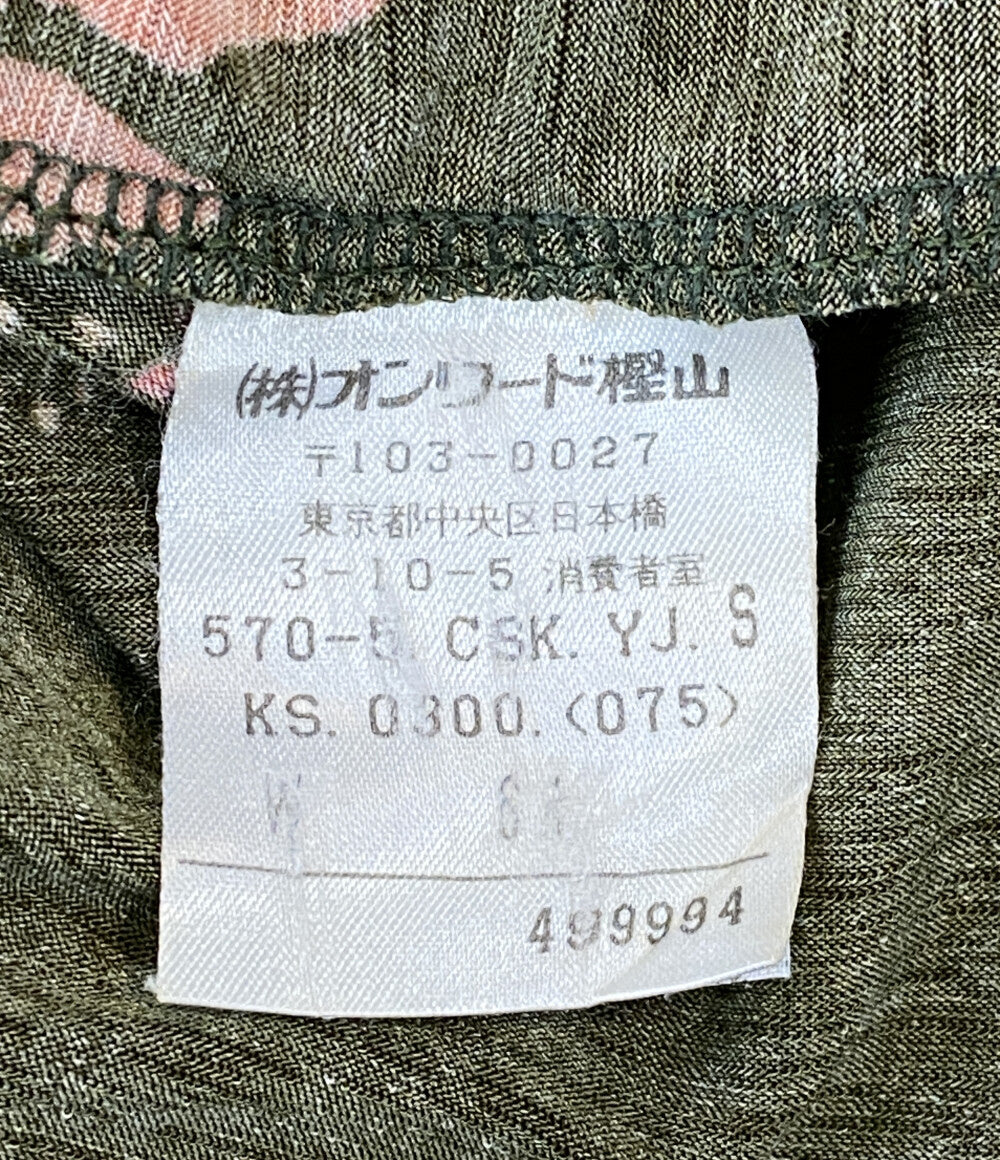 (株)オンワード樫山
〒103-0027
東京都中央区日本橋
3-10-5 消費者室
570-5. CSK. YJ. S
KS. 0300. <075>
499994